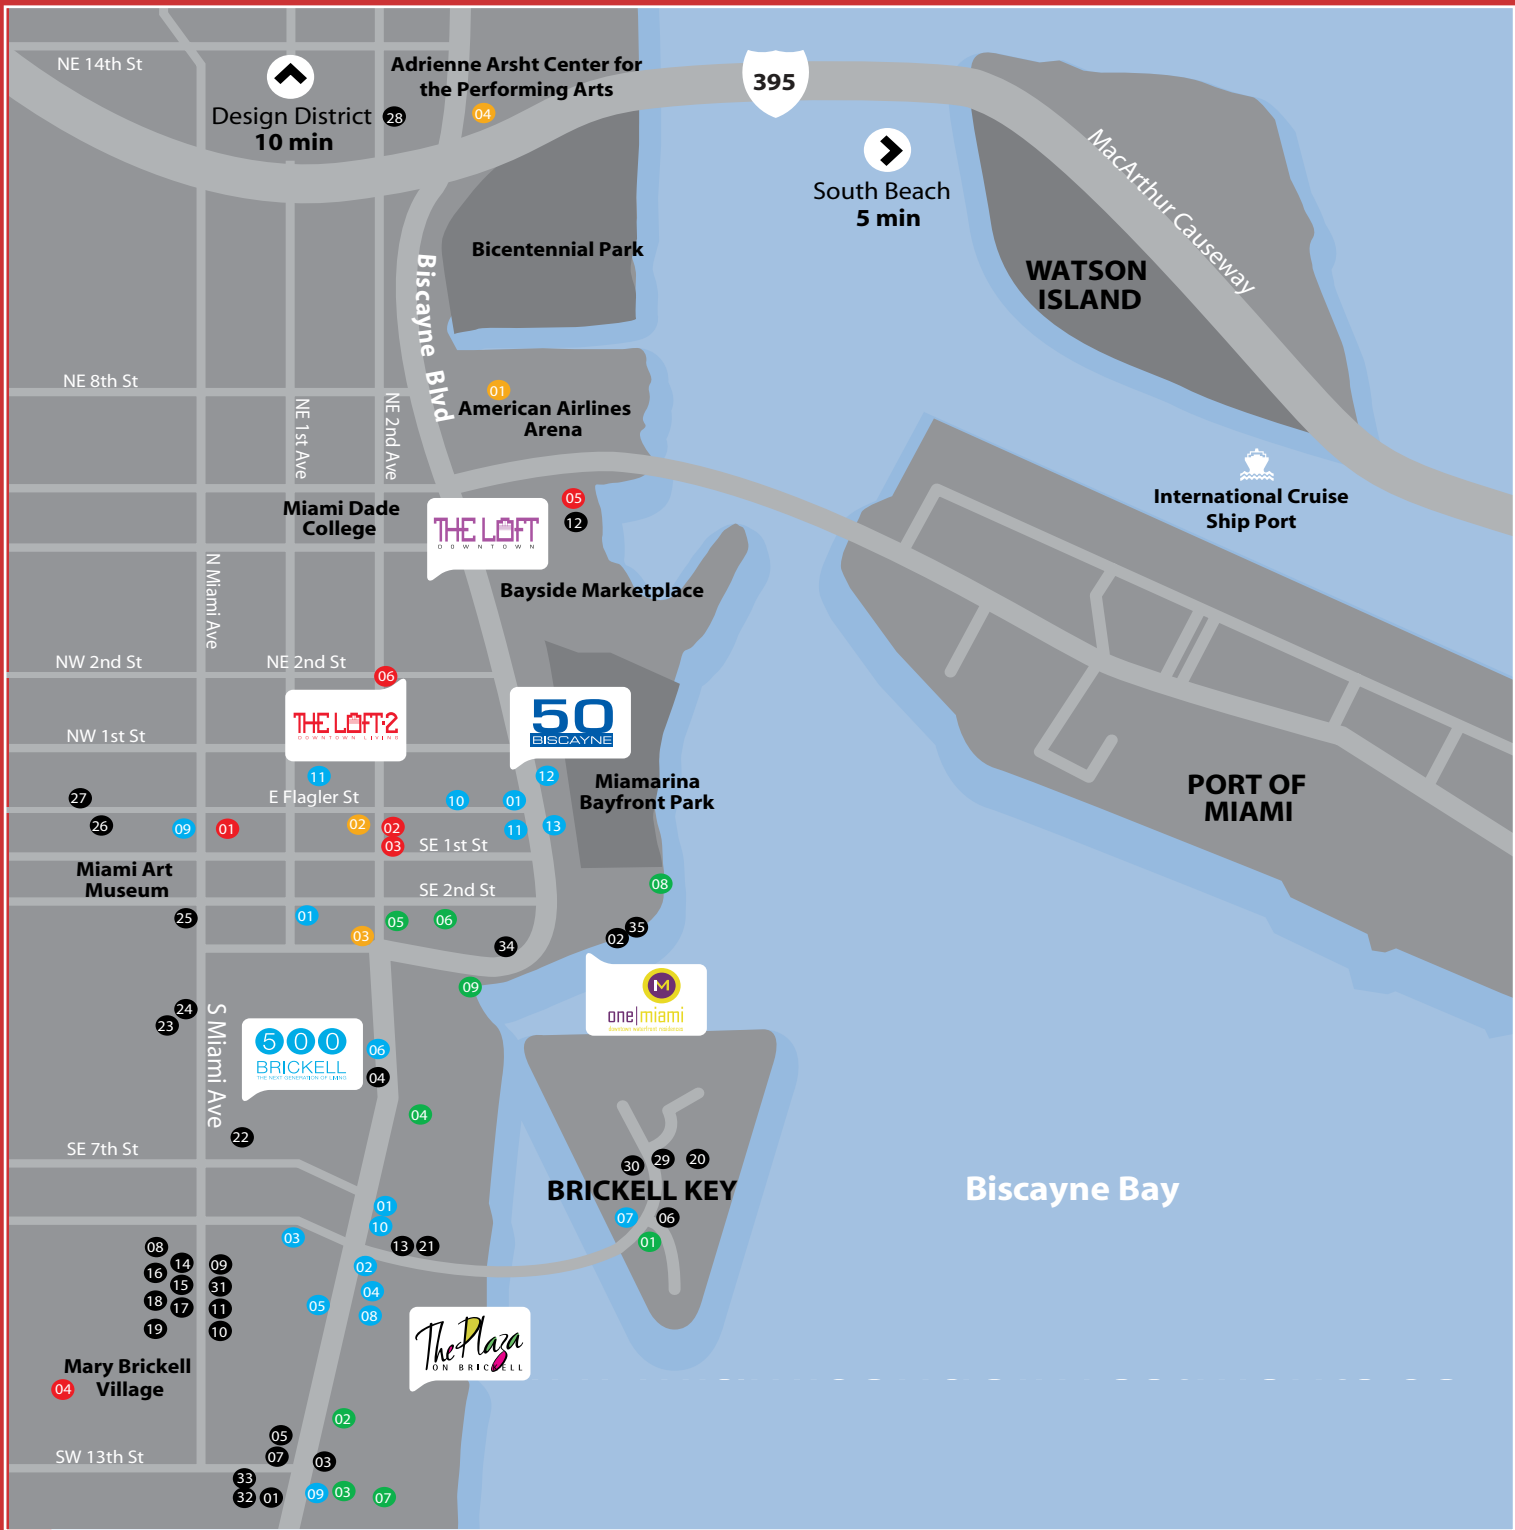 NE 14th St
Adrienne Arsht Center for
the Performing Arts
04
395
Design District
10 min
28
South Beach
5 min
MacArthur Causeway
Bicentennial Park
WATSON
ISLAND
Biscayne Blvd
NE 8th St
01
American Airlines
Arena
NE 1st Ave
NE 2nd Ave
International Cruise
Ship Port
Miami Dade
College
THE LOFT
DOWNTOWN
05
12
Bayside Marketplace
N Miami Ave
NW 2nd St
NE 2nd St
06
THE LOFT·2
DOWNTOWN LIVING
50
BISCAYNE
NW 1st St
Miamarina
Bayfront Park
PORT OF
MIAMI
11
12
27
E Flagler St
10
01
26
09
01
02
02
11
13
03
SE 1st St
Miami Art
Museum
SE 2nd St
08
25
01
05
06
03
34
35
02
09
M
one|miami
24
23
S Miami Ave
500
BRICKELL
THE NEXT GENERATION OF LIVING
06
04
04
22
SE 7th St
30
29
20
BRICKELL KEY
Biscayne Bay
01
10
07
06
03
13
21
01
08
14
09
16
02
15
31
04
18
17
11
05
08
19
10
The Plaza
ON BRICKELL
Mary Brickell
Village
04
02
05
SW 13th St
07
03
33
32
01
09
03
07